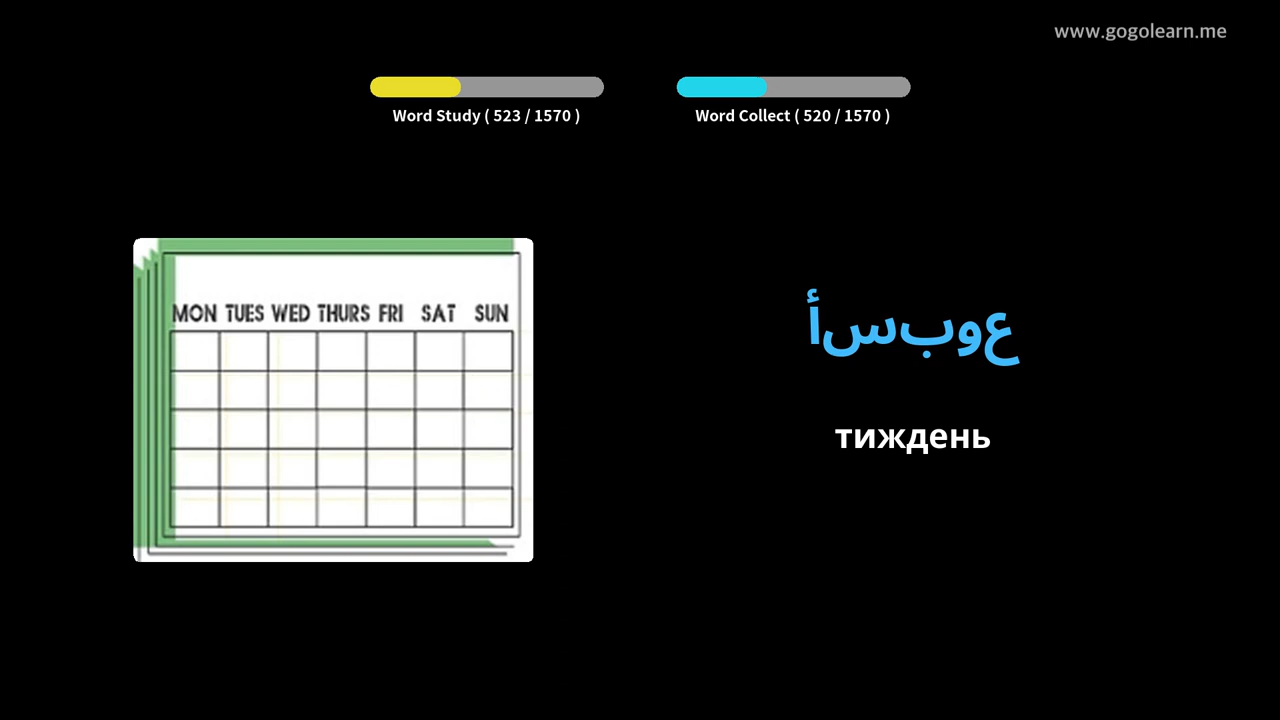 www.gogolearn.me
Word Study ( 523 / 1570 )
Word Collect ( 520 / 1570 )
MON TUES WED THURS FRI SAT SUN
عوبسأ
тиждень